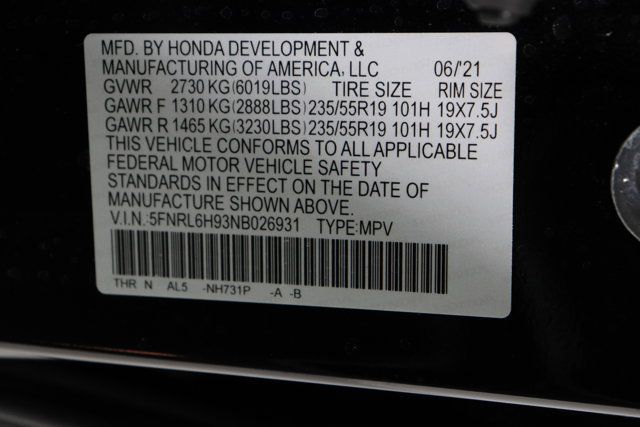 MFD. BY HONDA DEVELOPMENT &
MANUFACTURING OF AMERICA, LLC 06/'21
GVWR 2730 KG(6019LBS) TIRE SIZE RIM SIZE
GAWR F 1310 KG(2888LBS) 235/55R19 101H 19X7.5J
GAWR R 1465 KG(3230LBS) 235/55R19 101H 19X7.5J
THIS VEHICLE CONFORMS TO ALL APPLICABLE
FEDERAL MOTOR VEHICLE SAFETY
STANDARDS IN EFFECT ON THE DATE OF
MANUFACTURE SHOWN ABOVE.
V.I.N.:5FNRL6H93NB026931 TYPE:MPV
THR N AL5 -NH731P -A -B